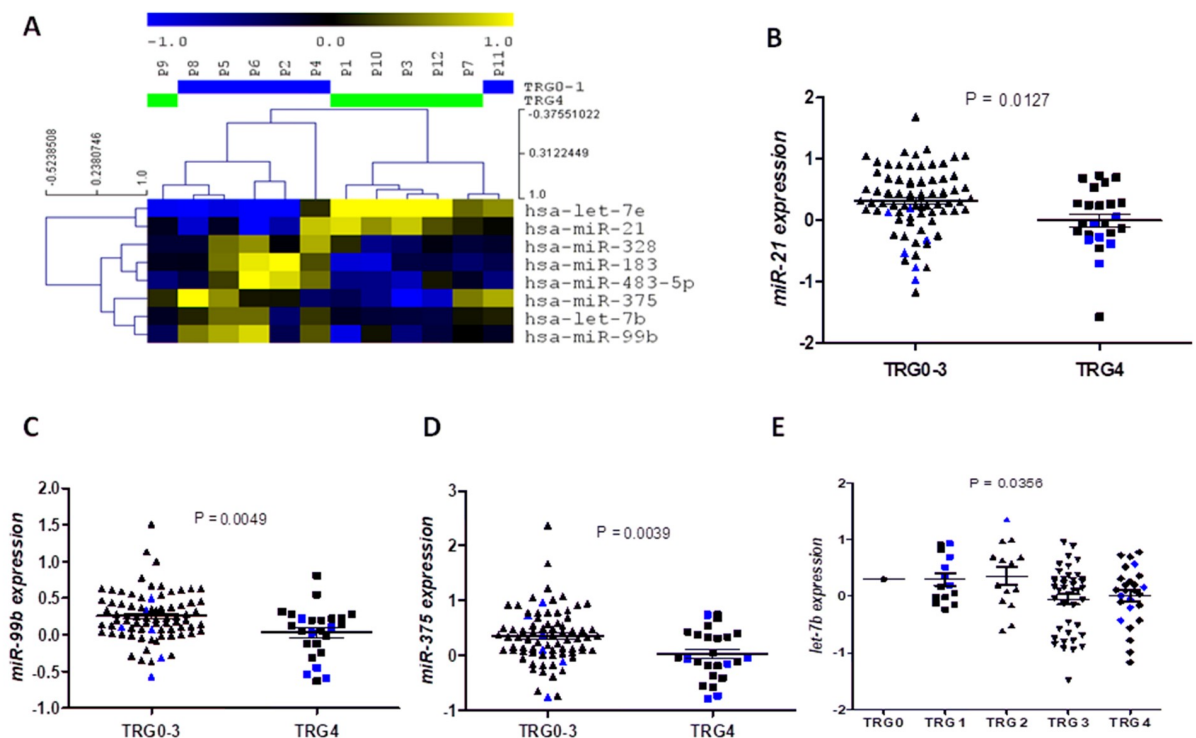 A
-1.0 0.0 1.0
p9 p8 p5 p6 p2 p4 p1 p10 p3 p12 p7 p11
TRG0-1
TRG4
-0.5238508
0.2380746
1.0
-0.37551022
0.3122449
1.0
hsa-let-7e
hsa-miR-21
hsa-miR-328
hsa-miR-183
hsa-miR-483-5p
hsa-miR-375
hsa-let-7b
hsa-miR-99b
B
P = 0.0127
miR-21 expression
2
1
0
-1
-2
TRG0-3 TRG4
C
P = 0.0049
miR-99b expression
2.0
1.5
1.0
0.5
0.0
-0.5
-1.0
TRG0-3 TRG4
D
P = 0.0039
miR-375 expression
3
2
1
0
-1
TRG0-3 TRG4
E
P = 0.0356
let-7b expression
2
1
0
-1
-2
TRG0 TRG 1 TRG 2 TRG 3 TRG 4